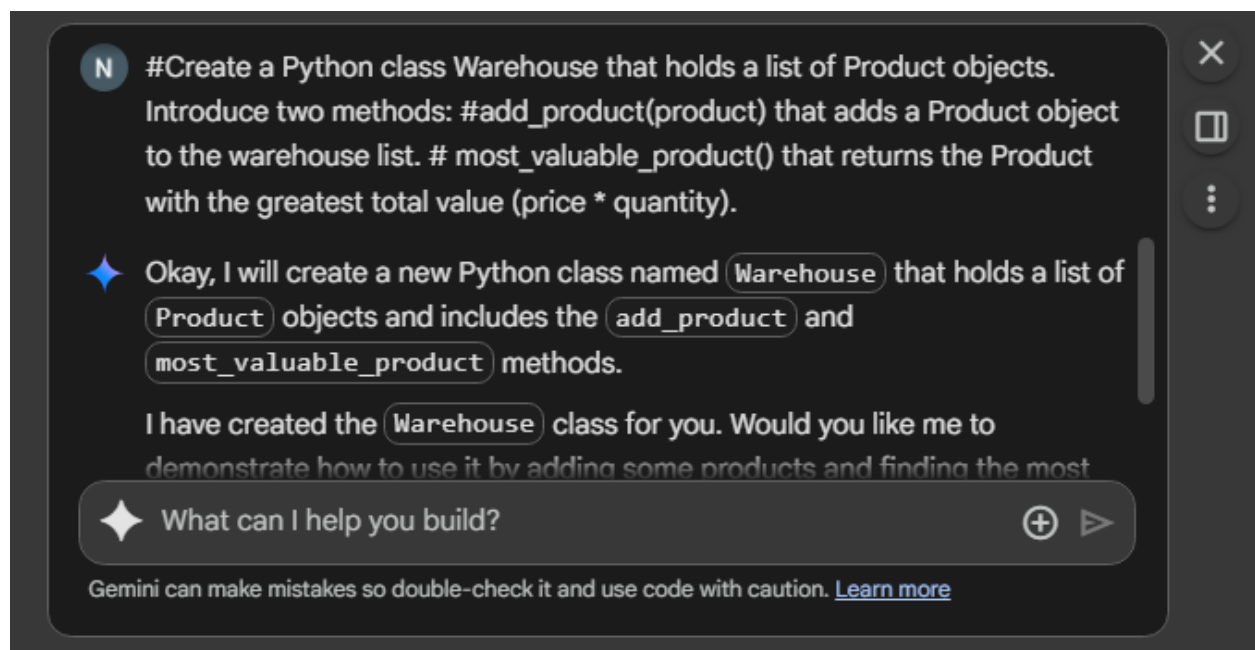 N
#Create a Python class Warehouse that holds a list of Product objects.
Introduce two methods: #add_product(product) that adds a Product object
to the warehouse list. # most_valuable_product() that returns the Product
with the greatest total value (price * quantity).
Okay, I will create a new Python class named Warehouse that holds a list of
Product objects and includes the add_product and
most_valuable_product methods.
I have created the Warehouse class for you. Would you like me to
demonstrate how to use it by adding some products and finding the most
What can I help you build?
Gemini can make mistakes so double-check it and use code with caution. Learn more